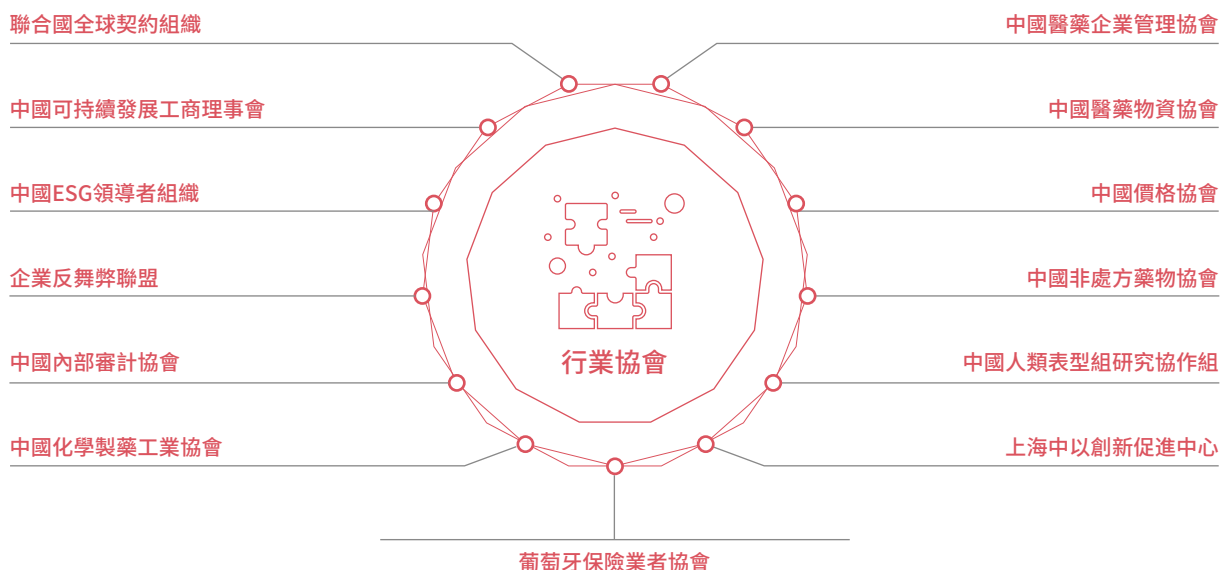 聯合國全球契約組織
中國可持續發展工商理事會
中國ESG領導者組織
企業反舞弊聯盟
中國內部審計協會
中國化學製藥工業協會
行業協會
中國醫藥企業管理協會
中國醫藥物資協會
中國價格協會
中國非處方藥物協會
中國人類表型組研究協作組
上海中以創新促進中心
葡萄牙保險業者協會